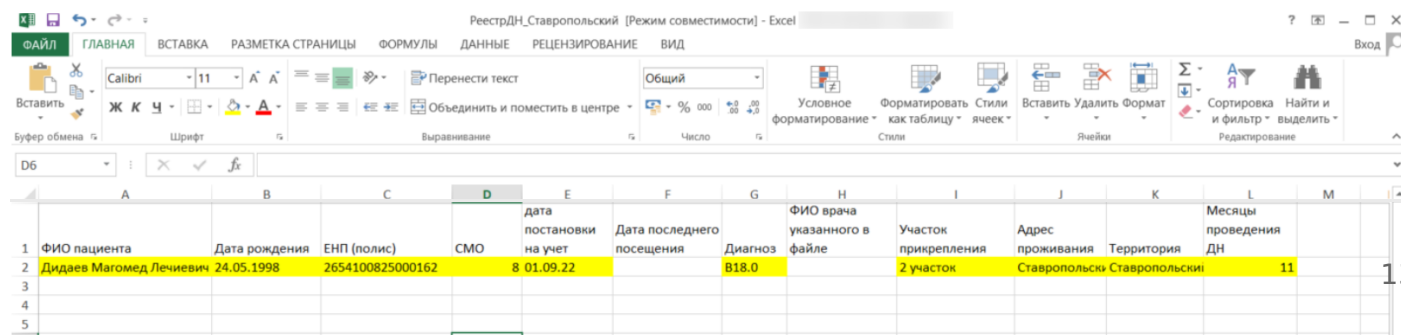 РеестрДН_Ставропольский [Режим совместимости] - Excel
?
ФАЙЛ ГЛАВНАЯ ВСТАВКА РАЗМЕТКА СТРАНИЦЫ ФОРМУЛЫ ДАННЫЕ РЕЦЕНЗИРОВАНИЕ ВИД Вход
Calibri 11 Перенести текст Общий
Вставить Ж К Ч Объединить и поместить в центре % 000
Условное форматирование
Форматировать как таблицу
Стили ячеек
Вставить Удалить Формат
Сортировка и фильтр
Найти и выделить
Буфер обмена Шрифт Выравнивание Число Стили Ячейки Редактирование
D6 fx
A B C D E F G H I J K L M
1 ФИО пациента Дата рождения ЕНП (полис) СМО дата постановки на учет Дата последнего посещения Диагноз ФИО врача указанного в файле Участок прикрепления Адрес проживания Территория Месяцы проведения ДН
2 Дидаев Магомед Лечиевич 24.05.1998 2654100825000162 8 01.09.22 B18.0 2 участок Ставропольски Ставропольский 11
3
4
5